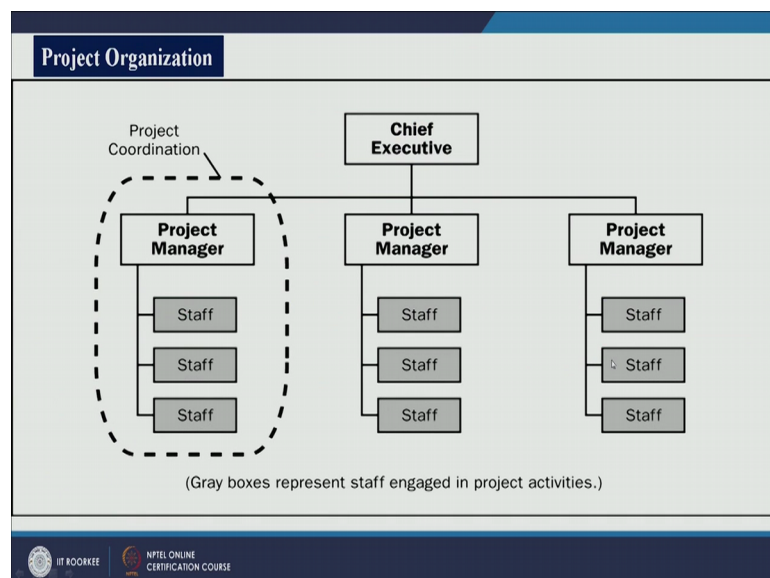 Project Organization
Project
Coordination
Chief
Executive
Project
Manager
Project
Manager
Project
Manager
Staff
Staff
Staff
Staff
Staff
Staff
Staff
Staff
Staff
(Gray boxes represent staff engaged in project activities.)
IIT ROORKEE
NPTEL ONLINE
CERTIFICATION COURSE